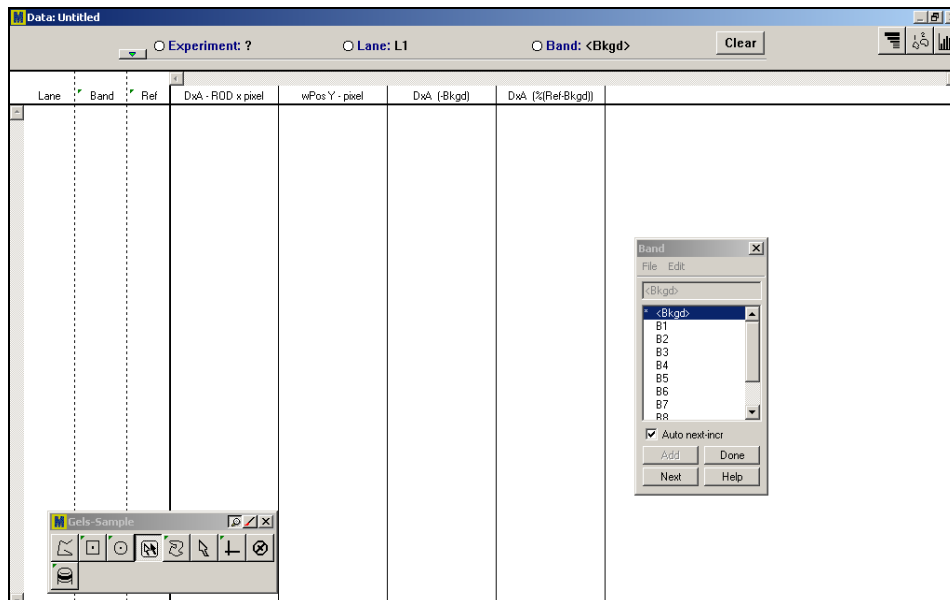 Data: Untitled
Experiment: ? Lane: L1 Band: <Bkgd> Clear
Lane Band Ref DxA - ROD x pixel wPos Y - pixel DxA (-Bkgd) DxA (%(Ref-Bkgd))
Band
File Edit
<Bkgd>
* <Bkgd>
B1
B2
B3
B4
B5
B6
B7
B8
Auto next-incr
Add Done
Next Help
M Gels-Sample